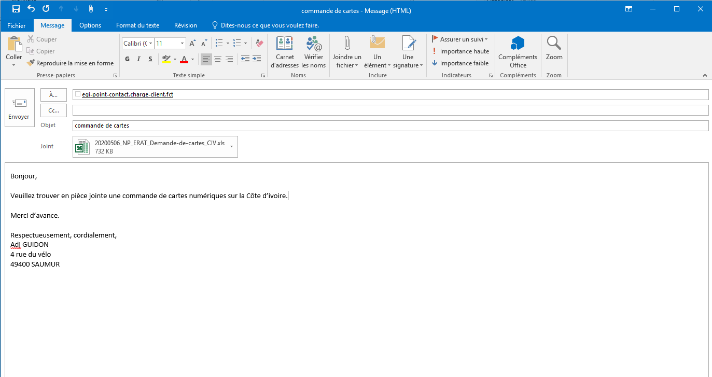 commande de cartes - Message (HTML)
Fichier Message Options Format du texte Révision Dites-nous ce que vous voulez faire.
Coller
Couper
Copier
Reproduire la mise en forme
Presse-papiers
Calibri (C 11
G I S
Texte simple
Carnet d'adresses
Vérifier les noms
Noms
Joindre un fichier
Un élément
Une signature
Inclure
Assurer un suivi
Importance haute
Importance faible
Indicateurs
Compléments Office
Compléments
Zoom
Zoom
Envoyer
À...
egi-point-contact.charge-client.fct
Cc...
Objet commande de cartes
Joint 20200506_NP_ERAT_Demande-de-cartes_CIV.xls
732 KB
Bonjour,
Veuillez trouver en pièce jointe une commande de cartes numériques sur la Côte d'ivoire.
Merci d'avance.
Respectueusement, cordialement,
Adj GUIDON
4 rue du vélo
49400 SAUMUR